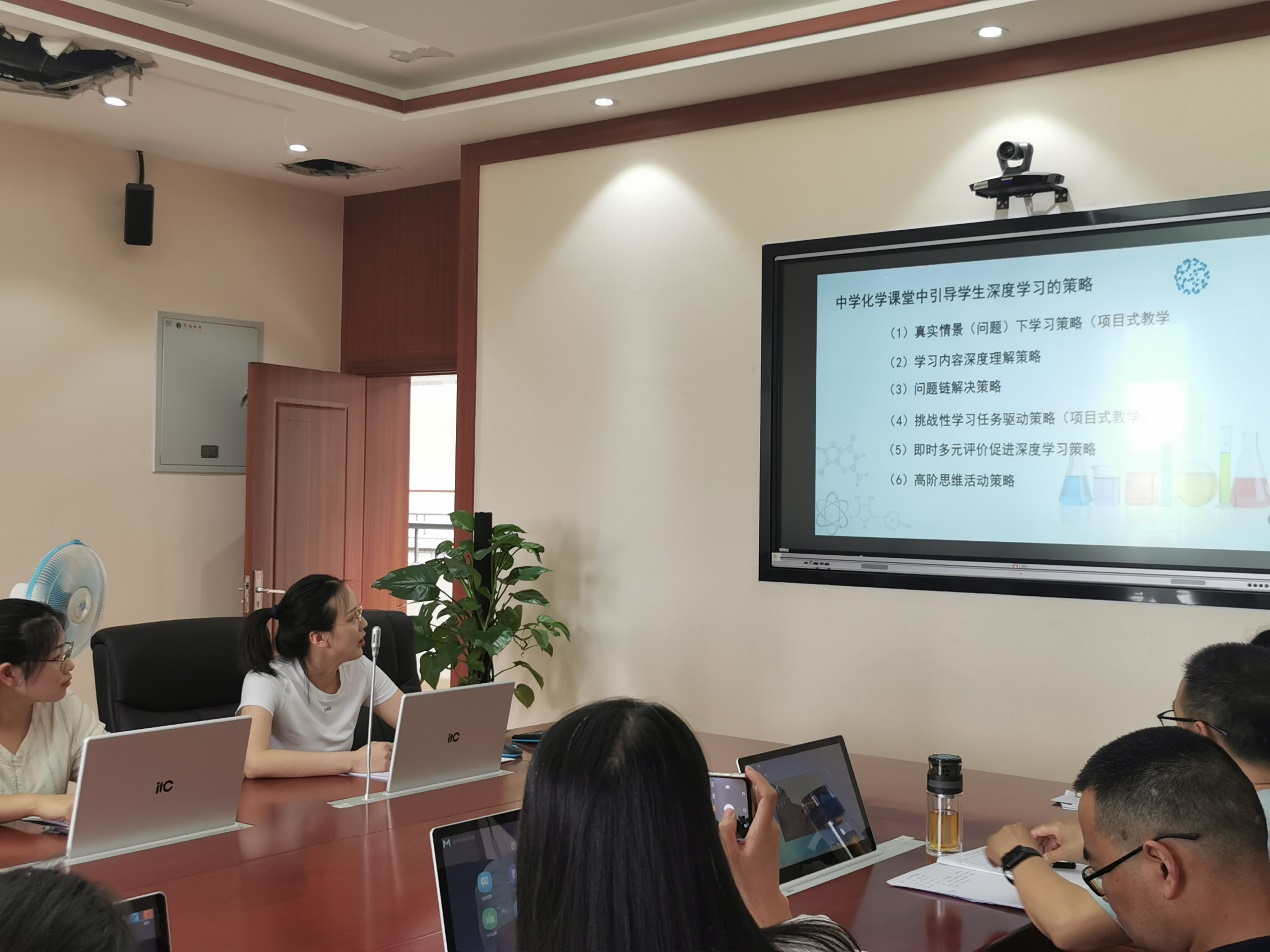 中学化学课堂中引导学生深度学习的策略
（1）真实情景（问题）下学习策略（项目式教学
（2）学习内容深度理解策略
（3）问题链解决策略
（4）挑战性学习任务驱动策略（项目式教学
（5）即时多元评价促进深度学习策略
（6）高阶思维活动策略
itC
itC
M